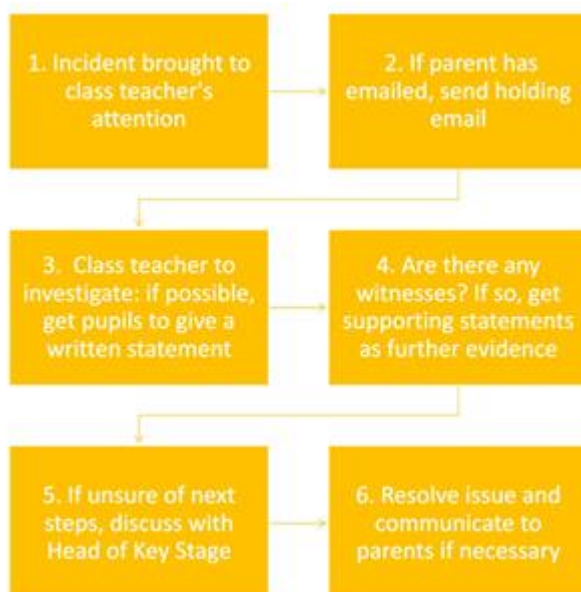 1. Incident brought to
class teacher's
attention
2. If parent has
emailed, send holding
email
3. Class teacher to
investigate: if possible,
get pupils to give a
written statement
4. Are there any
witnesses? If so, get
supporting statements
as further evidence
5. If unsure of next
steps, discuss with
Head of Key Stage
6. Resolve issue and
communicate to
parents if necessary